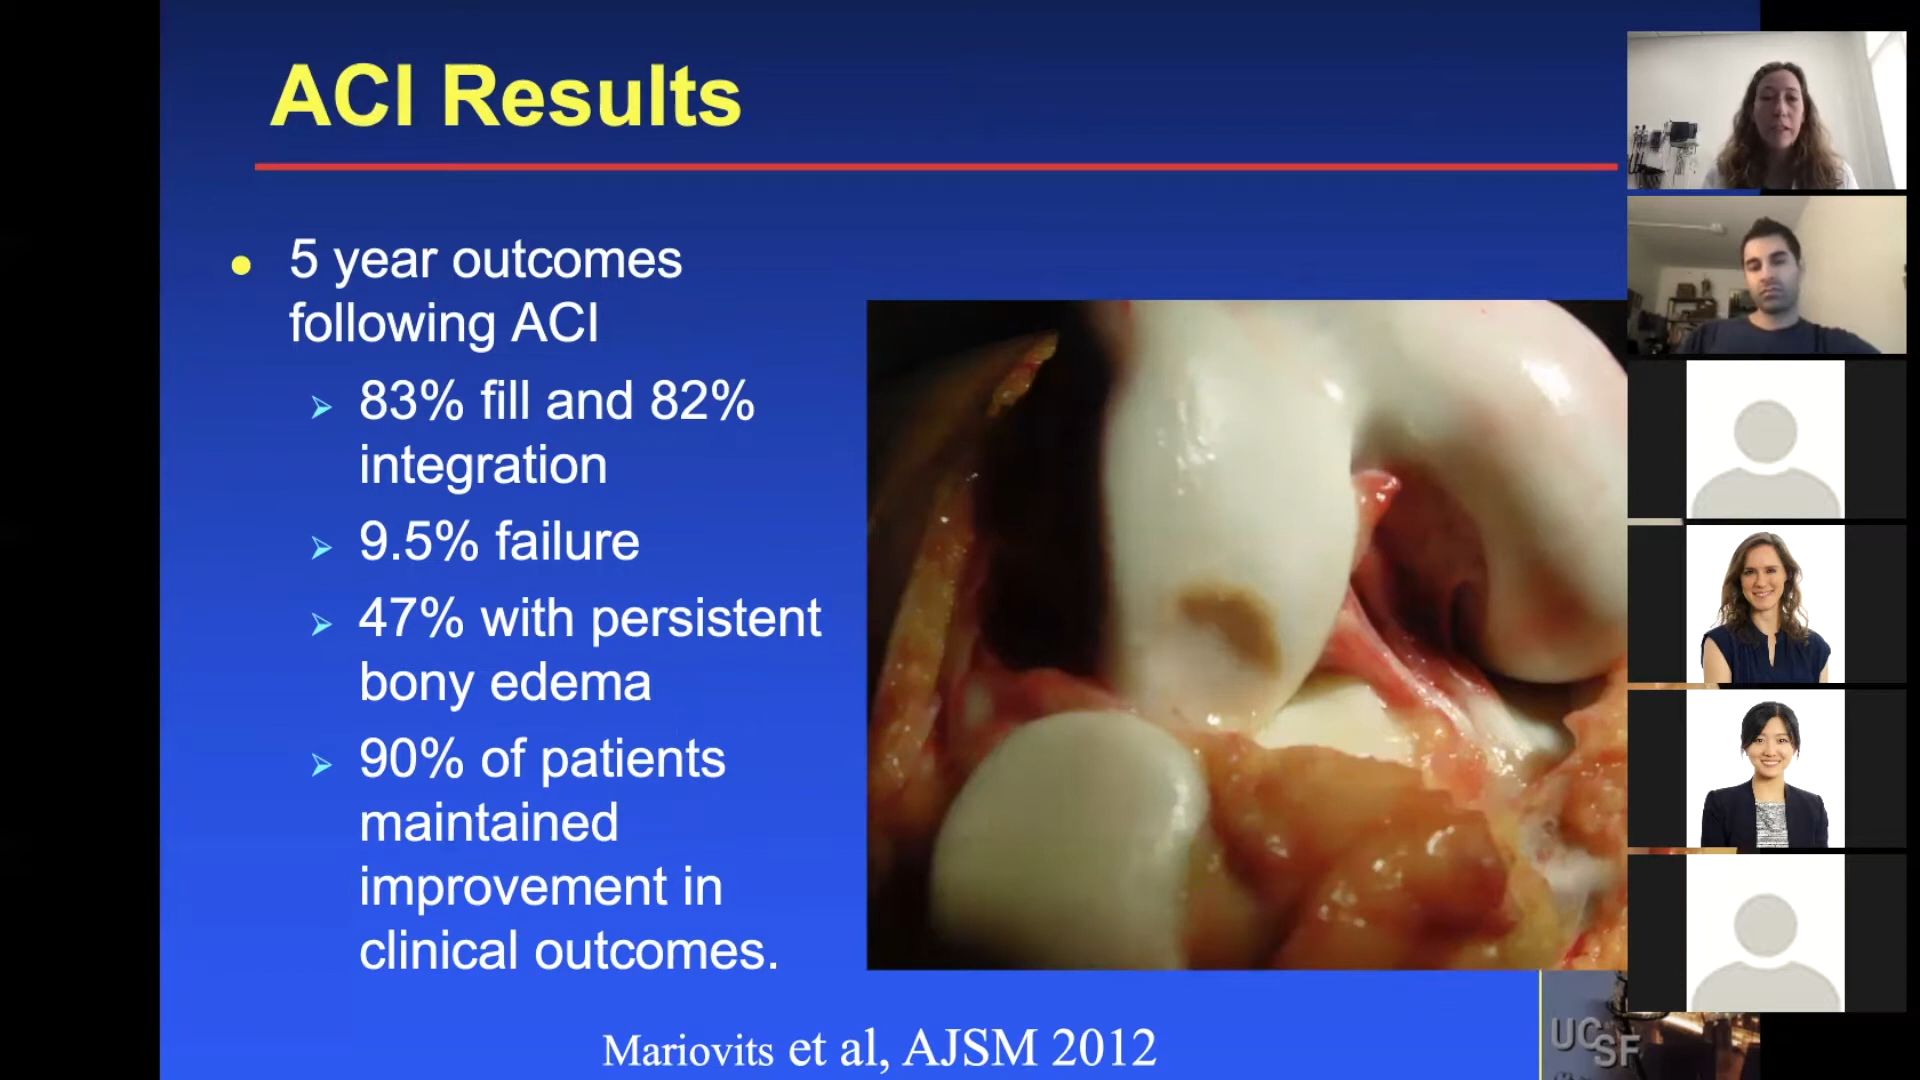 ACI Results
5 year outcomes
following ACI
83% fill and 82%
integration
9.5% failure
47% with persistent
bony edema
90% of patients
maintained
improvement in
clinical outcomes.
Mariovits et al, AJSM 2012
UCSF